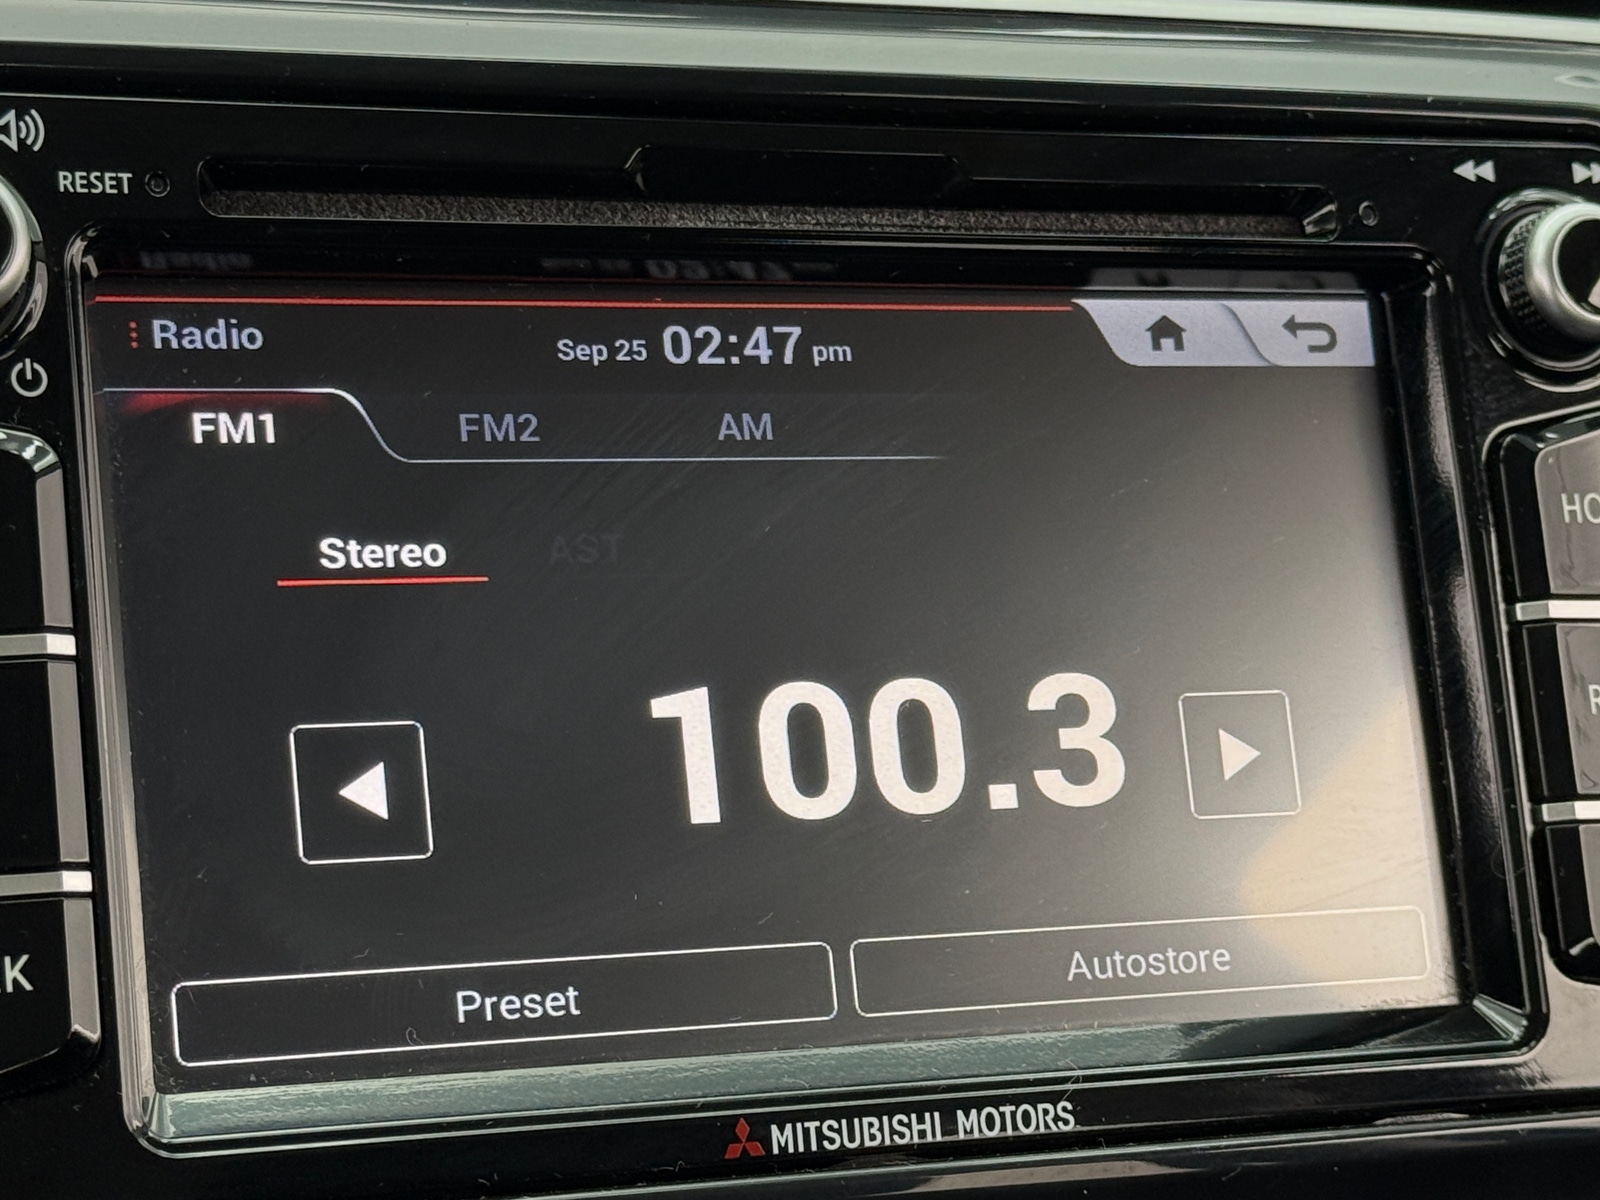 RESET
Radio
Sep 25 02:47 pm
FM1 FM2 AM
Stereo AST
100.3
Preset Autostore
MITSUBISHI MOTORS